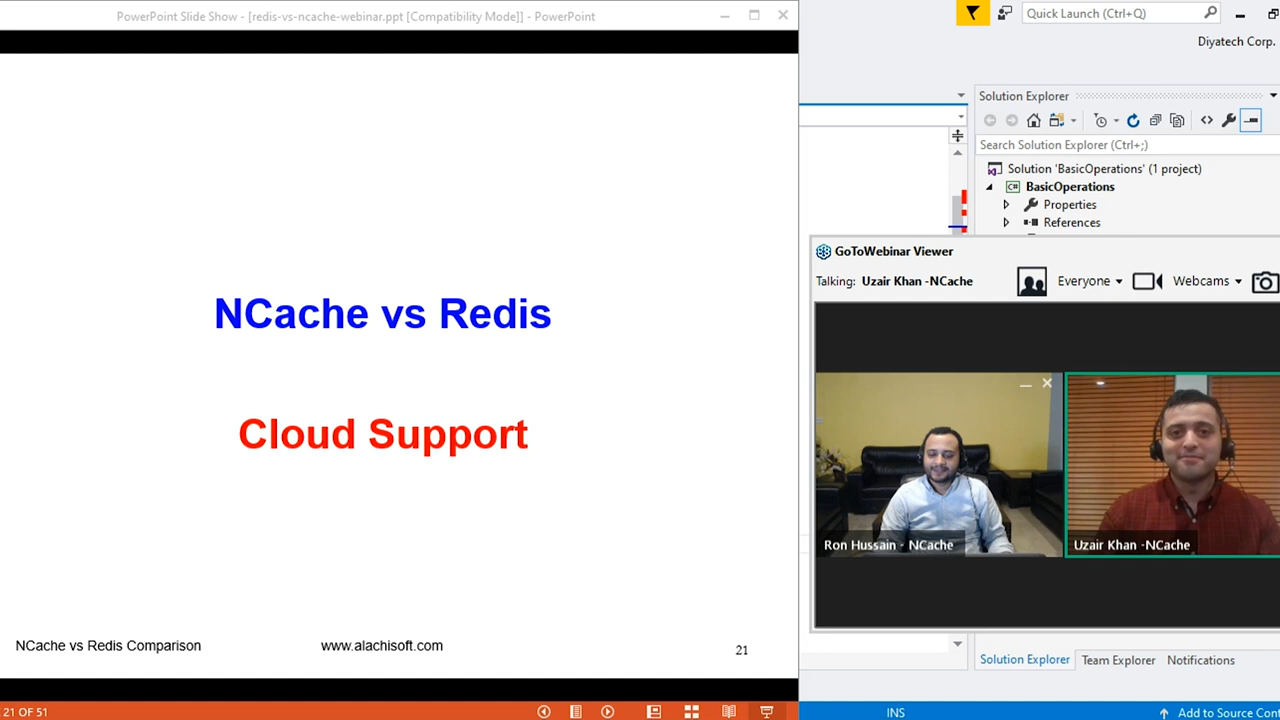 PowerPoint Slide Show - [redis-vs-ncache-webinar.ppt [Compatibility Mode]] - PowerPoint
NCache vs Redis
Cloud Support
NCache vs Redis Comparison
www.alachisoft.com
21
21 OF 51
Quick Launch (Ctrl+Q)
Diyatech Corp.
Solution Explorer
Search Solution Explorer (Ctrl+;)
Solution 'BasicOperations' (1 project)
C# BasicOperations
Properties
References
GoToWebinar Viewer
Talking: Uzair Khan -NCache
Everyone
Webcams
Ron Hussain - NCache
Uzair Khan -NCache
Solution Explorer Team Explorer Notifications
INS
Add to Source Cont